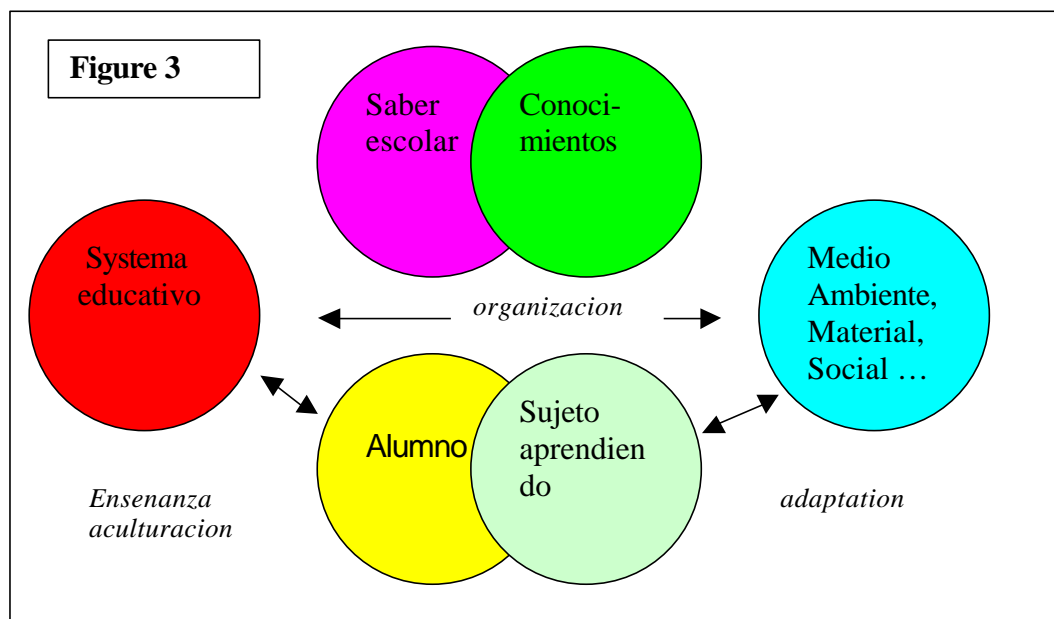 Figure 3
Saber
escolar
Conoci-
mientos
Systema
educativo
Medio
Ambiente,
Material,
Social …
organizacion
Alumno
Sujeto
aprendien
do
Ensenanza
aculturacion
adaptation